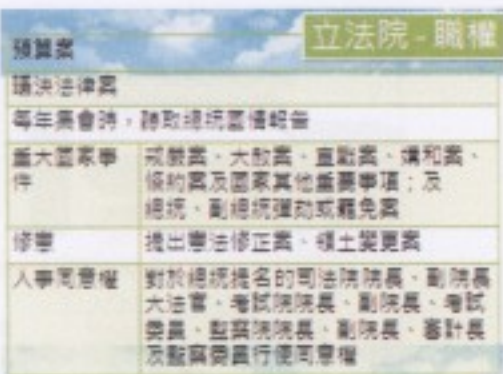 立法院-職權
預算案
議決法律案
每年集會時，聽取總統國情報告
重大國家事
件
戒嚴案、大赦案、宣戰案、媾和案、
條約案及國家其他重要事項；及
總統、副總統彈劾或罷免案
修憲
提出憲法修正案、領土變更案
人事同意權
對於總統提名的司法院院長、副院長
大法官、考試院院長、副院長、考試
委員、監察院院長、副院長、審計長
及監察委員行使同意權